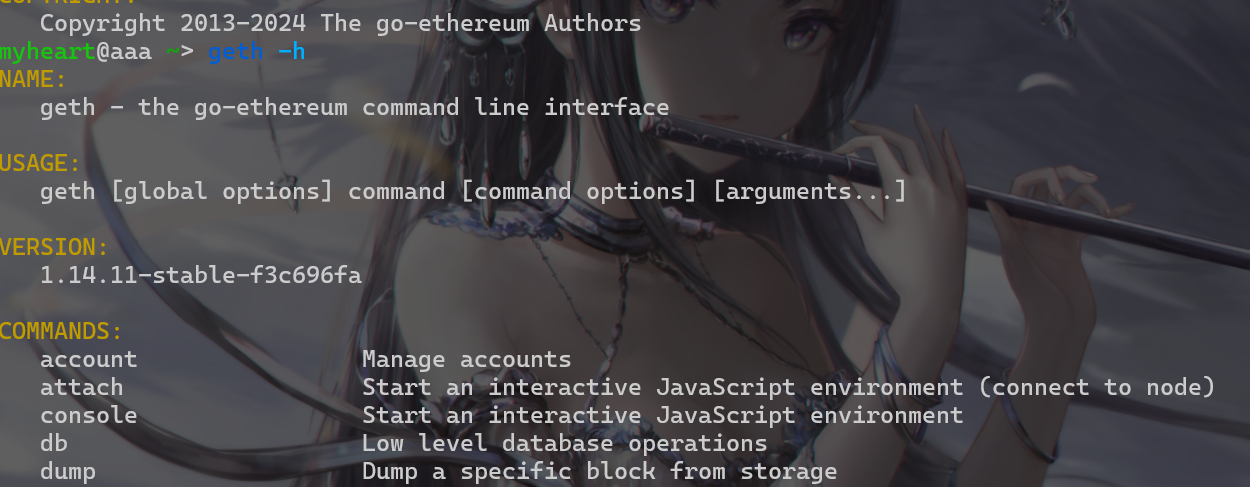 COPYRIGHT:
   Copyright 2013-2024 The go-ethereum Authors
myheart@aaa ~> geth -h
NAME:
   geth - the go-ethereum command line interface
USAGE:
   geth [global options] command [command options] [arguments...]
VERSION:
   1.14.11-stable-f3c696fa
COMMANDS:
   account                Manage accounts
   attach                 Start an interactive JavaScript environment (connect to node)
   console                Start an interactive JavaScript environment
   db                     Low level database operations
   dump                   Dump a specific block from storage